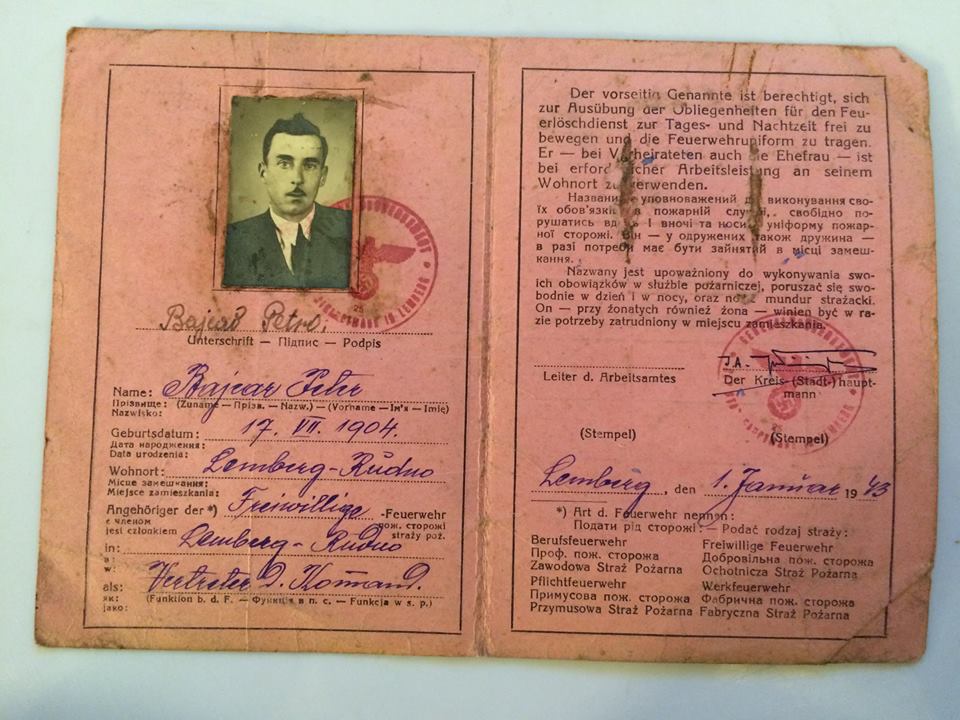 Bajcar Petro.
Unterschrift — Підпис — Podpis
Name: Bajcar Peter
Прізвище: (Zuname — Прізв. — Nazw.) — (Vorname — Ім'я — Imię)
Nazwisko:
Geburtsdatum: 17. VII. 1904.
Дата народження:
Data urodzenia:
Wohnort: Lemberg-Rudno
Місце замешкання:
Miejsce zamieszkania:
Angehöriger der *) Freiwillige -Feuerwehr
є членом пож. сторожі
jest członkiem straży poż.
in: Lemberg-Rudno
в:
w:
als: Vertreter d. Kommand.
як: (Funktion b. d. F. — Функція в п. с. — Funkcja w s. p.)
jako:
Der vorseitig Genannte ist berechtigt, sich
zur Ausübung der Obliegenheiten für den Feu-
erlöschdienst zur Tages- und Nachtzeit frei zu
bewegen und die Feuerwehruniform zu tragen.
Er — bei Verheirateten auch die Ehefrau — ist
bei erforderlicher Arbeitsleistung an seinem
Wohnort zu verwenden.
Названий уповноважений до виконування сво-
їх обов'язків в пожарній службі, свободно по-
рушатись вдень і вночі та носити уніформу пожар-
ної сторожі. Він — у одружених також дружина —
в разі потреби має бути зайнятий в місці замеш-
кання.
Nazwany jest upoważniony do wykonywania swo-
ich obowiązków w służbie pożarniczej, poruszać się swo-
bodnie w dzień i w nocy, oraz nosić mundur strażacki.
On — przy żonatych również żona — winien być w ra-
zie potrzeby zatrudniony w miejscu zamieszkania.
J.A.
Leiter d. Arbeitsamtes Der Kreis-(Stadt-)haupt-
mann
(Stempel) (Stempel)
Lemberg, den 1. Januar 1943
*) Art d. Feuerwehr nennen:
Подати рід сторожі: — Podać rodzaj straży:
Berufsfeuerwehr Freiwillige Feuerwehr
Проф. пож. сторожа Добровільна пож. сторожа
Zawodowa Straż Pożarna Ochotnicza Straż Pożarna
Pflichtfeuerwehr Werkfeuerwehr
Примусова пож. сторожа Фабрична пож. сторожа
Przymusowa Straż Pożarna Fabryczna Straż Pożarna